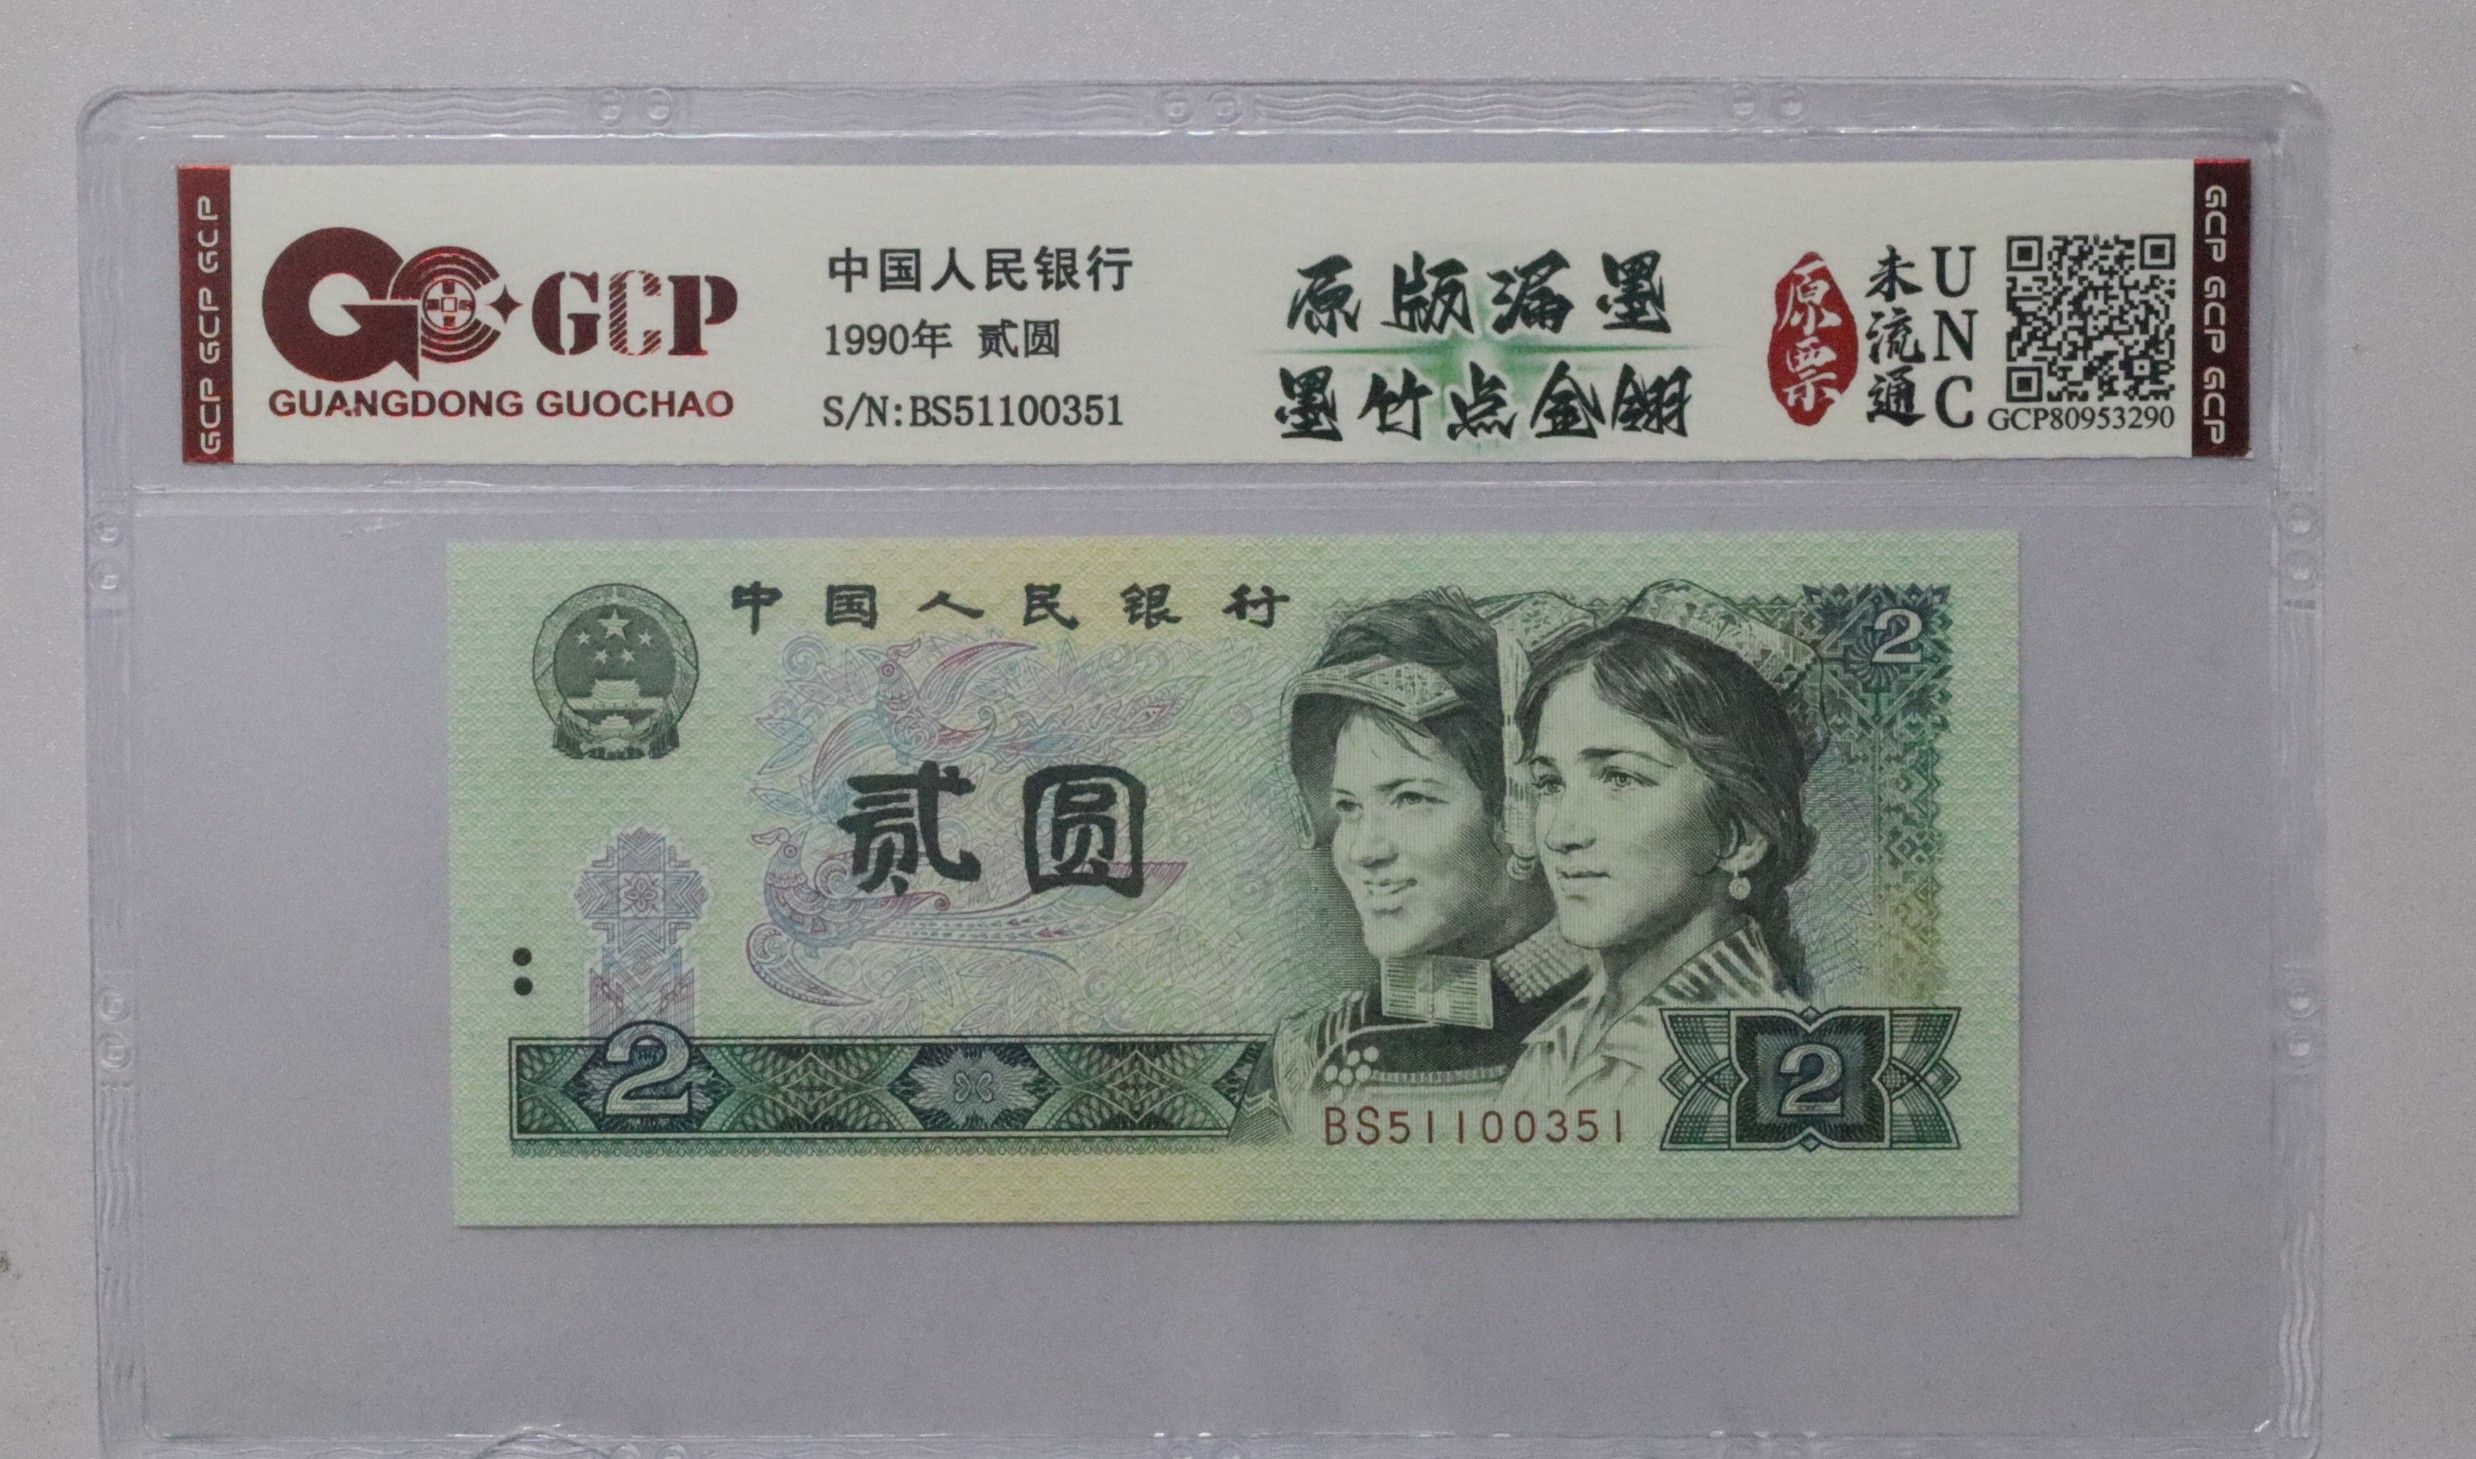 GCP GCP GCP
GCP
GUANGDONG GUOCHAO
中国人民银行
1990年 贰圆
S/N:BS51100351
原版漏墨
墨竹点金翎
原票
未流通
UNC
GCP80953290
GCP GCP GCP
中国人民银行
2
贰圆
2
BS51100351
2